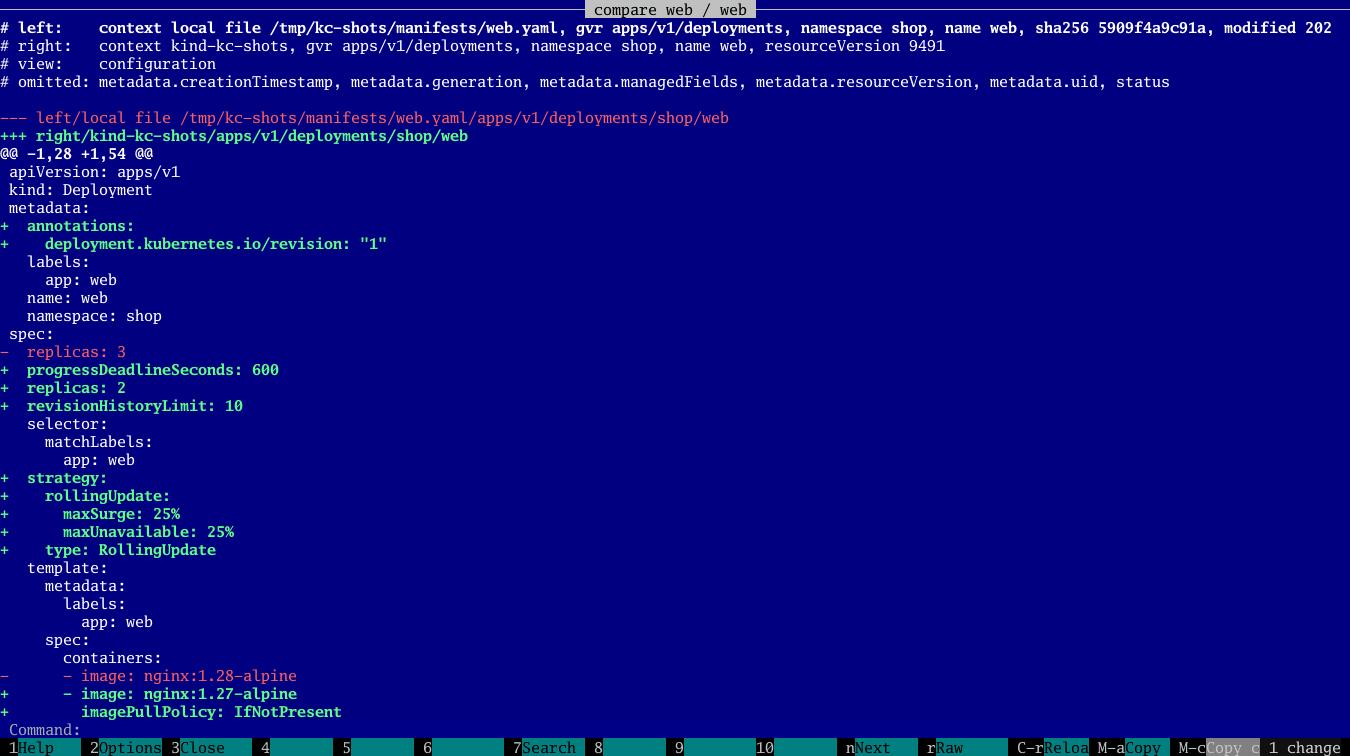 compare web / web
# left:    context local file /tmp/kc-shots/manifests/web.yaml, gvr apps/v1/deployments, namespace shop, name web, sha256 5909f4a9c91a, modified 202
# right:   context kind-kc-shots, gvr apps/v1/deployments, namespace shop, name web, resourceVersion 9491
# view:    configuration
# omitted: metadata.creationTimestamp, metadata.generation, metadata.managedFields, metadata.resourceVersion, metadata.uid, status
--- left/local file /tmp/kc-shots/manifests/web.yaml/apps/v1/deployments/shop/web
+++ right/kind-kc-shots/apps/v1/deployments/shop/web
@@ -1,28 +1,54 @@
 apiVersion: apps/v1
 kind: Deployment
 metadata:
+  annotations:
+    deployment.kubernetes.io/revision: "1"
   labels:
     app: web
   name: web
   namespace: shop
 spec:
-  replicas: 3
+  progressDeadlineSeconds: 600
+  replicas: 2
+  revisionHistoryLimit: 10
   selector:
     matchLabels:
       app: web
+  strategy:
+    rollingUpdate:
+      maxSurge: 25%
+      maxUnavailable: 25%
+    type: RollingUpdate
   template:
     metadata:
       labels:
         app: web
     spec:
       containers:
-      - image: nginx:1.28-alpine
+      - image: nginx:1.27-alpine
+        imagePullPolicy: IfNotPresent
Command:
1Help 2Options 3Close 4 5 6 7Search 8 9 10 nNext rRaw C-rReloa M-aCopy M-cCopy c 1 change